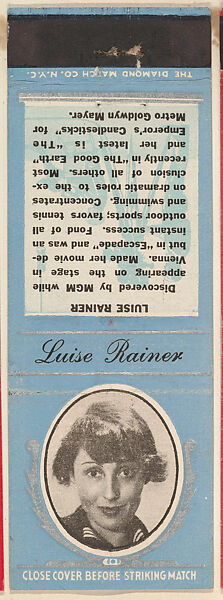 THE DIAMOND MATCH CO. N.Y.C.
LUISE RAINER
Discovered by MGM while
appearing on the stage in
Vienna. Made her movie de-
but in "Escapade" and was an
instant success. Fond of all
outdoor sports; favors tennis
and swimming. Concentrates
on dramatic roles to the ex-
clusion of all others. Most
recently in "The Good Earth"
and her latest is "The
Emperor's Candlesticks" for
Metro Goldwyn Mayer.
Luise Rainer
CLOSE COVER BEFORE STRIKING MATCH